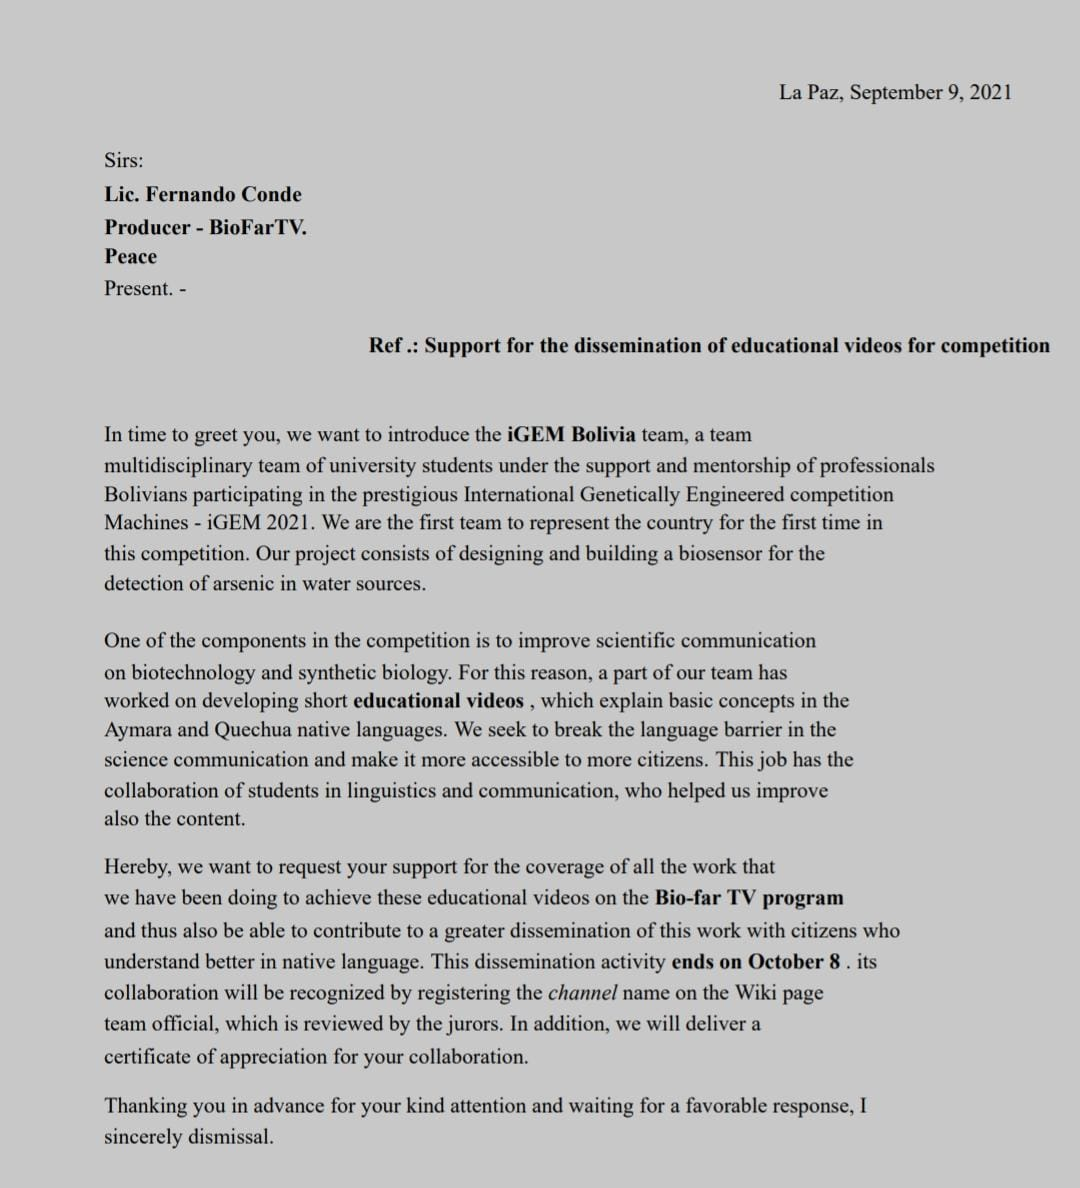 La Paz, September 9, 2021
Sirs:
Lic. Fernando Conde
Producer - BioFarTV.
Peace
Present. -
Ref .: Support for the dissemination of educational videos for competition
In time to greet you, we want to introduce the iGEM Bolivia team, a team
multidisciplinary team of university students under the support and mentorship of professionals
Bolivians participating in the prestigious International Genetically Engineered competition
Machines - iGEM 2021. We are the first team to represent the country for the first time in
this competition. Our project consists of designing and building a biosensor for the
detection of arsenic in water sources.
One of the components in the competition is to improve scientific communication
on biotechnology and synthetic biology. For this reason, a part of our team has
worked on developing short educational videos , which explain basic concepts in the
Aymara and Quechua native languages. We seek to break the language barrier in the
science communication and make it more accessible to more citizens. This job has the
collaboration of students in linguistics and communication, who helped us improve
also the content.
Hereby, we want to request your support for the coverage of all the work that
we have been doing to achieve these educational videos on the Bio-far TV program
and thus also be able to contribute to a greater dissemination of this work with citizens who
understand better in native language. This dissemination activity ends on October 8 . its
collaboration will be recognized by registering the channel name on the Wiki page
team official, which is reviewed by the jurors. In addition, we will deliver a
certificate of appreciation for your collaboration.
Thanking you in advance for your kind attention and waiting for a favorable response, I
sincerely dismissal.